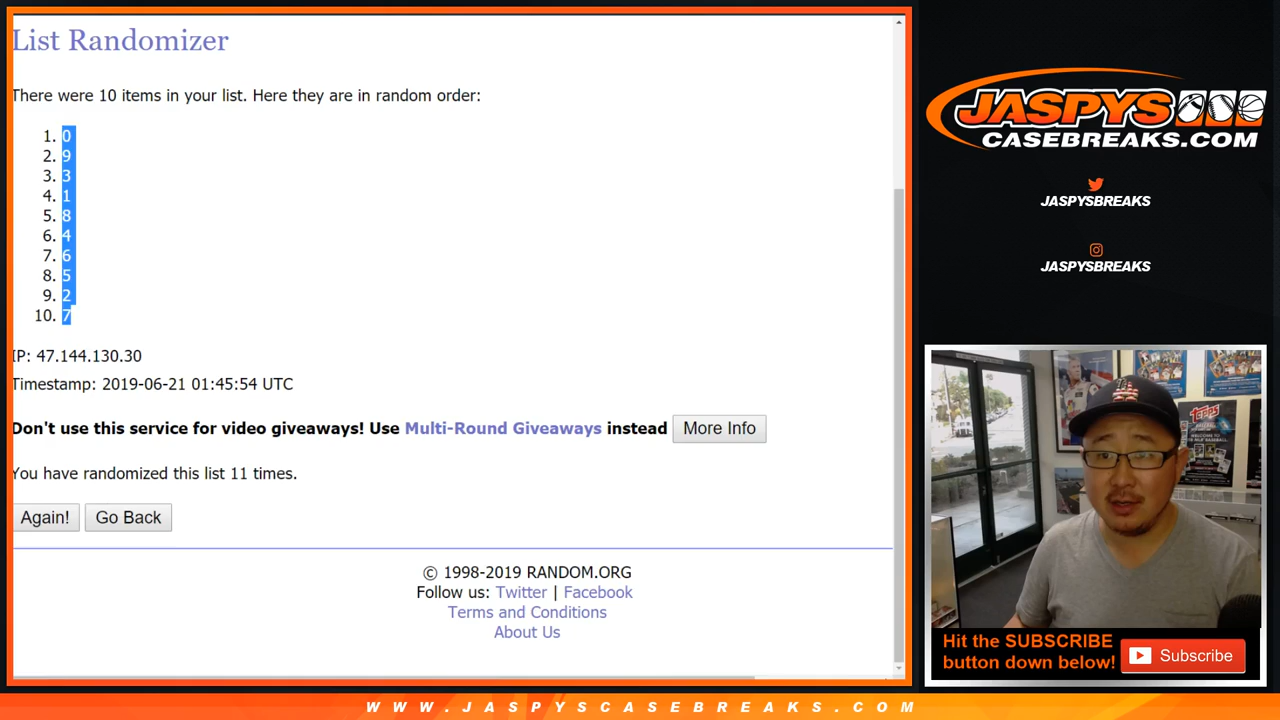 List Randomizer
There were 10 items in your list. Here they are in random order:
1. 0
2. 9
3. 3
4. 1
5. 8
6. 4
7. 6
8. 5
9. 2
10. 7
IP: 47.144.130.30
Timestamp: 2019-06-21 01:45:54 UTC
Don't use this service for video giveaways! Use Multi-Round Giveaways instead More Info
You have randomized this list 11 times.
Again! Go Back
© 1998-2019 RANDOM.ORG
Follow us: Twitter | Facebook
Terms and Conditions
About Us
JASPYS
CASEBREAKS.COM
JASPYSBREAKS
JASPYSBREAKS
TOPPS
Hit the SUBSCRIBE
button down below!
Subscribe
WWW.JASPYSCASEBREAKS.COM